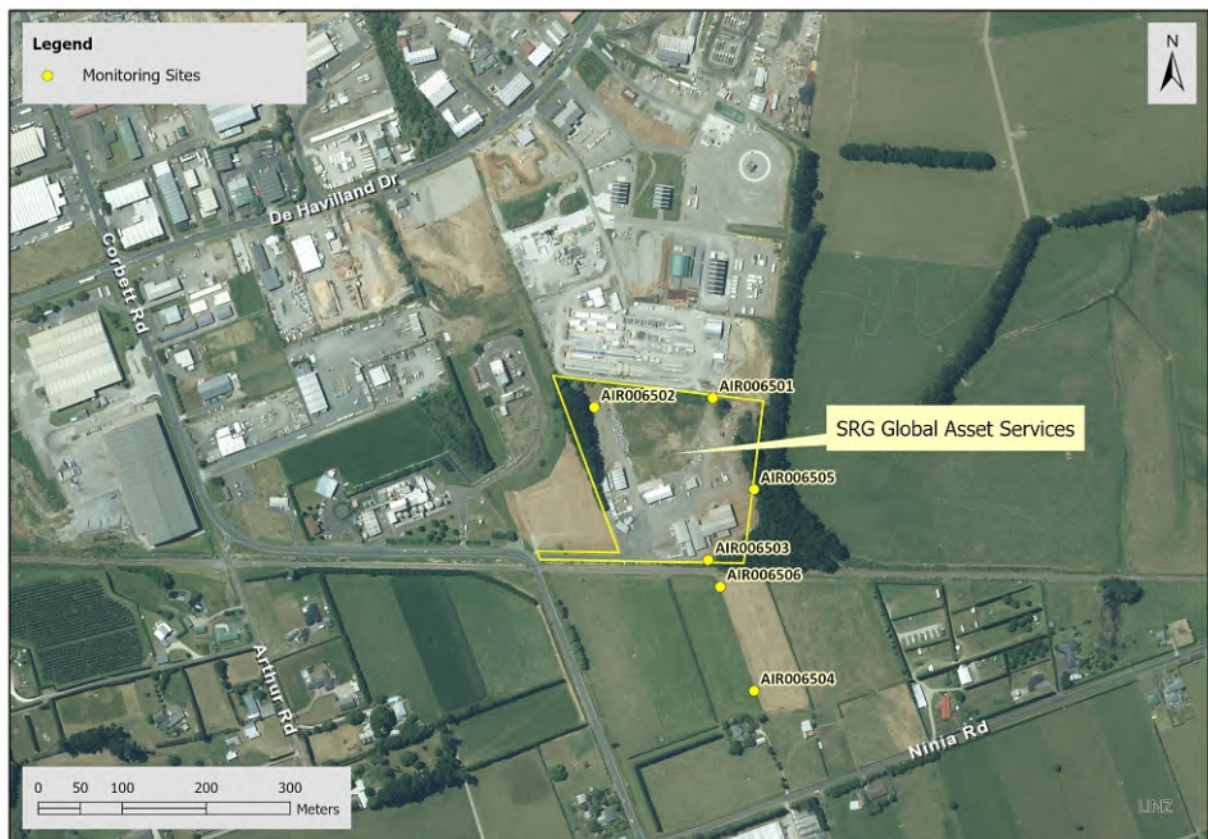 Legend
Monitoring Sites
N
De Havilland Dr
Corbett Rd
AIR006501
AIR006502
SRG Global Asset Services
AIR006505
AIR006503
AIR006506
Arthur Rd
AIR006504
Ninia Rd
0 50 100 200 300
Meters
LINZ